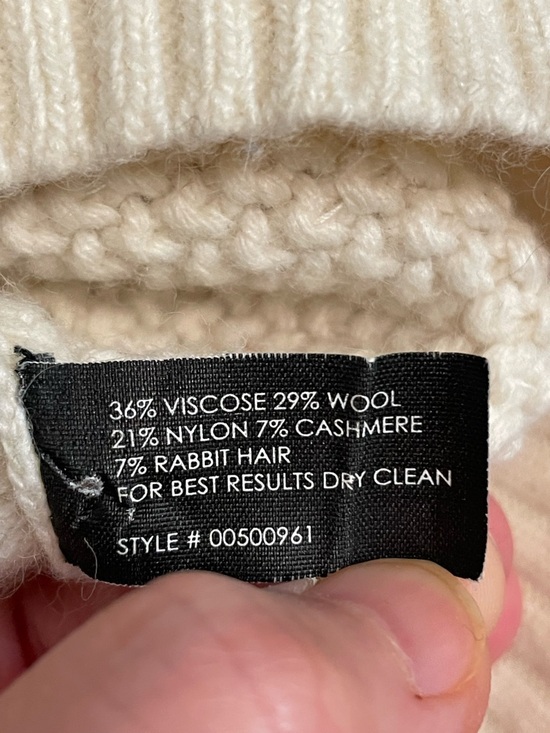 36% VISCOSE 29% WOOL
21% NYLON 7% CASHMERE
7% RABBIT HAIR
FOR BEST RESULTS DRY CLEAN
STYLE # 00500961